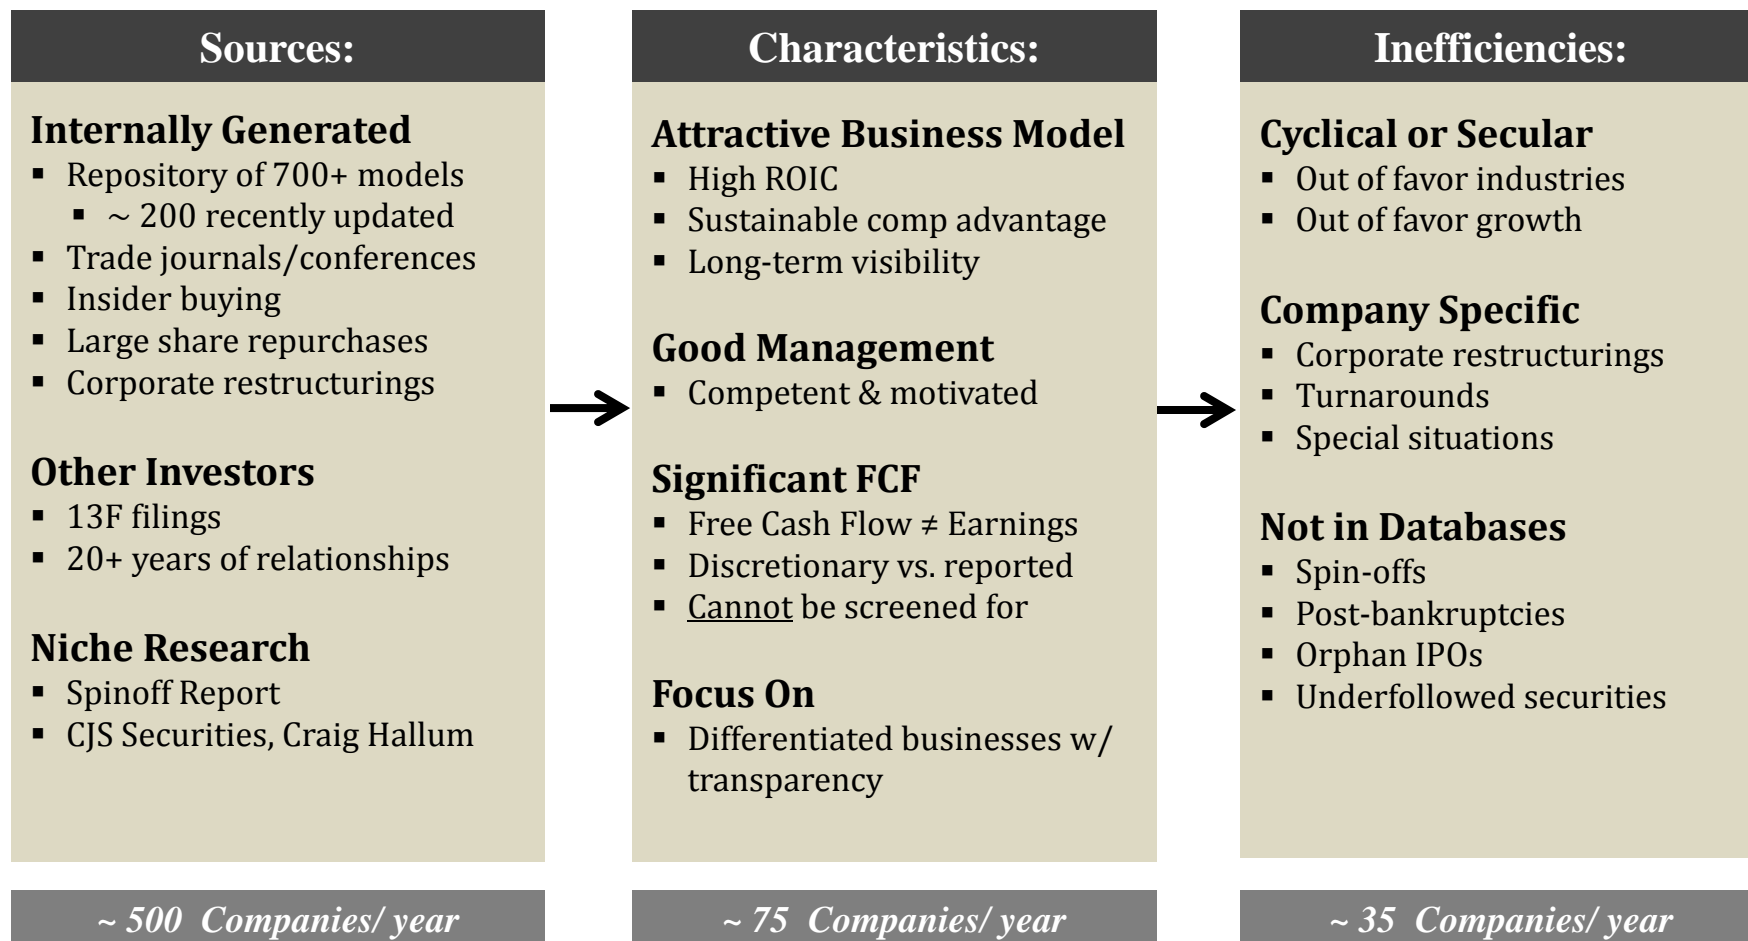 Sources:
Internally Generated
▪ Repository of 700+ models
▪ ~ 200 recently updated
▪ Trade journals/conferences
▪ Insider buying
▪ Large share repurchases
▪ Corporate restructurings
Other Investors
▪ 13F filings
▪ 20+ years of relationships
Niche Research
▪ Spinoff Report
▪ CJS Securities, Craig Hallum
~ 500 Companies/ year
Characteristics:
Attractive Business Model
▪ High ROIC
▪ Sustainable comp advantage
▪ Long-term visibility
Good Management
▪ Competent & motivated
Significant FCF
▪ Free Cash Flow ≠ Earnings
▪ Discretionary vs. reported
▪ Cannot be screened for
Focus On
▪ Differentiated businesses w/
transparency
~ 75 Companies/ year
Inefficiencies:
Cyclical or Secular
▪ Out of favor industries
▪ Out of favor growth
Company Specific
▪ Corporate restructurings
▪ Turnarounds
▪ Special situations
Not in Databases
▪ Spin-offs
▪ Post-bankruptcies
▪ Orphan IPOs
▪ Underfollowed securities
~ 35 Companies/ year